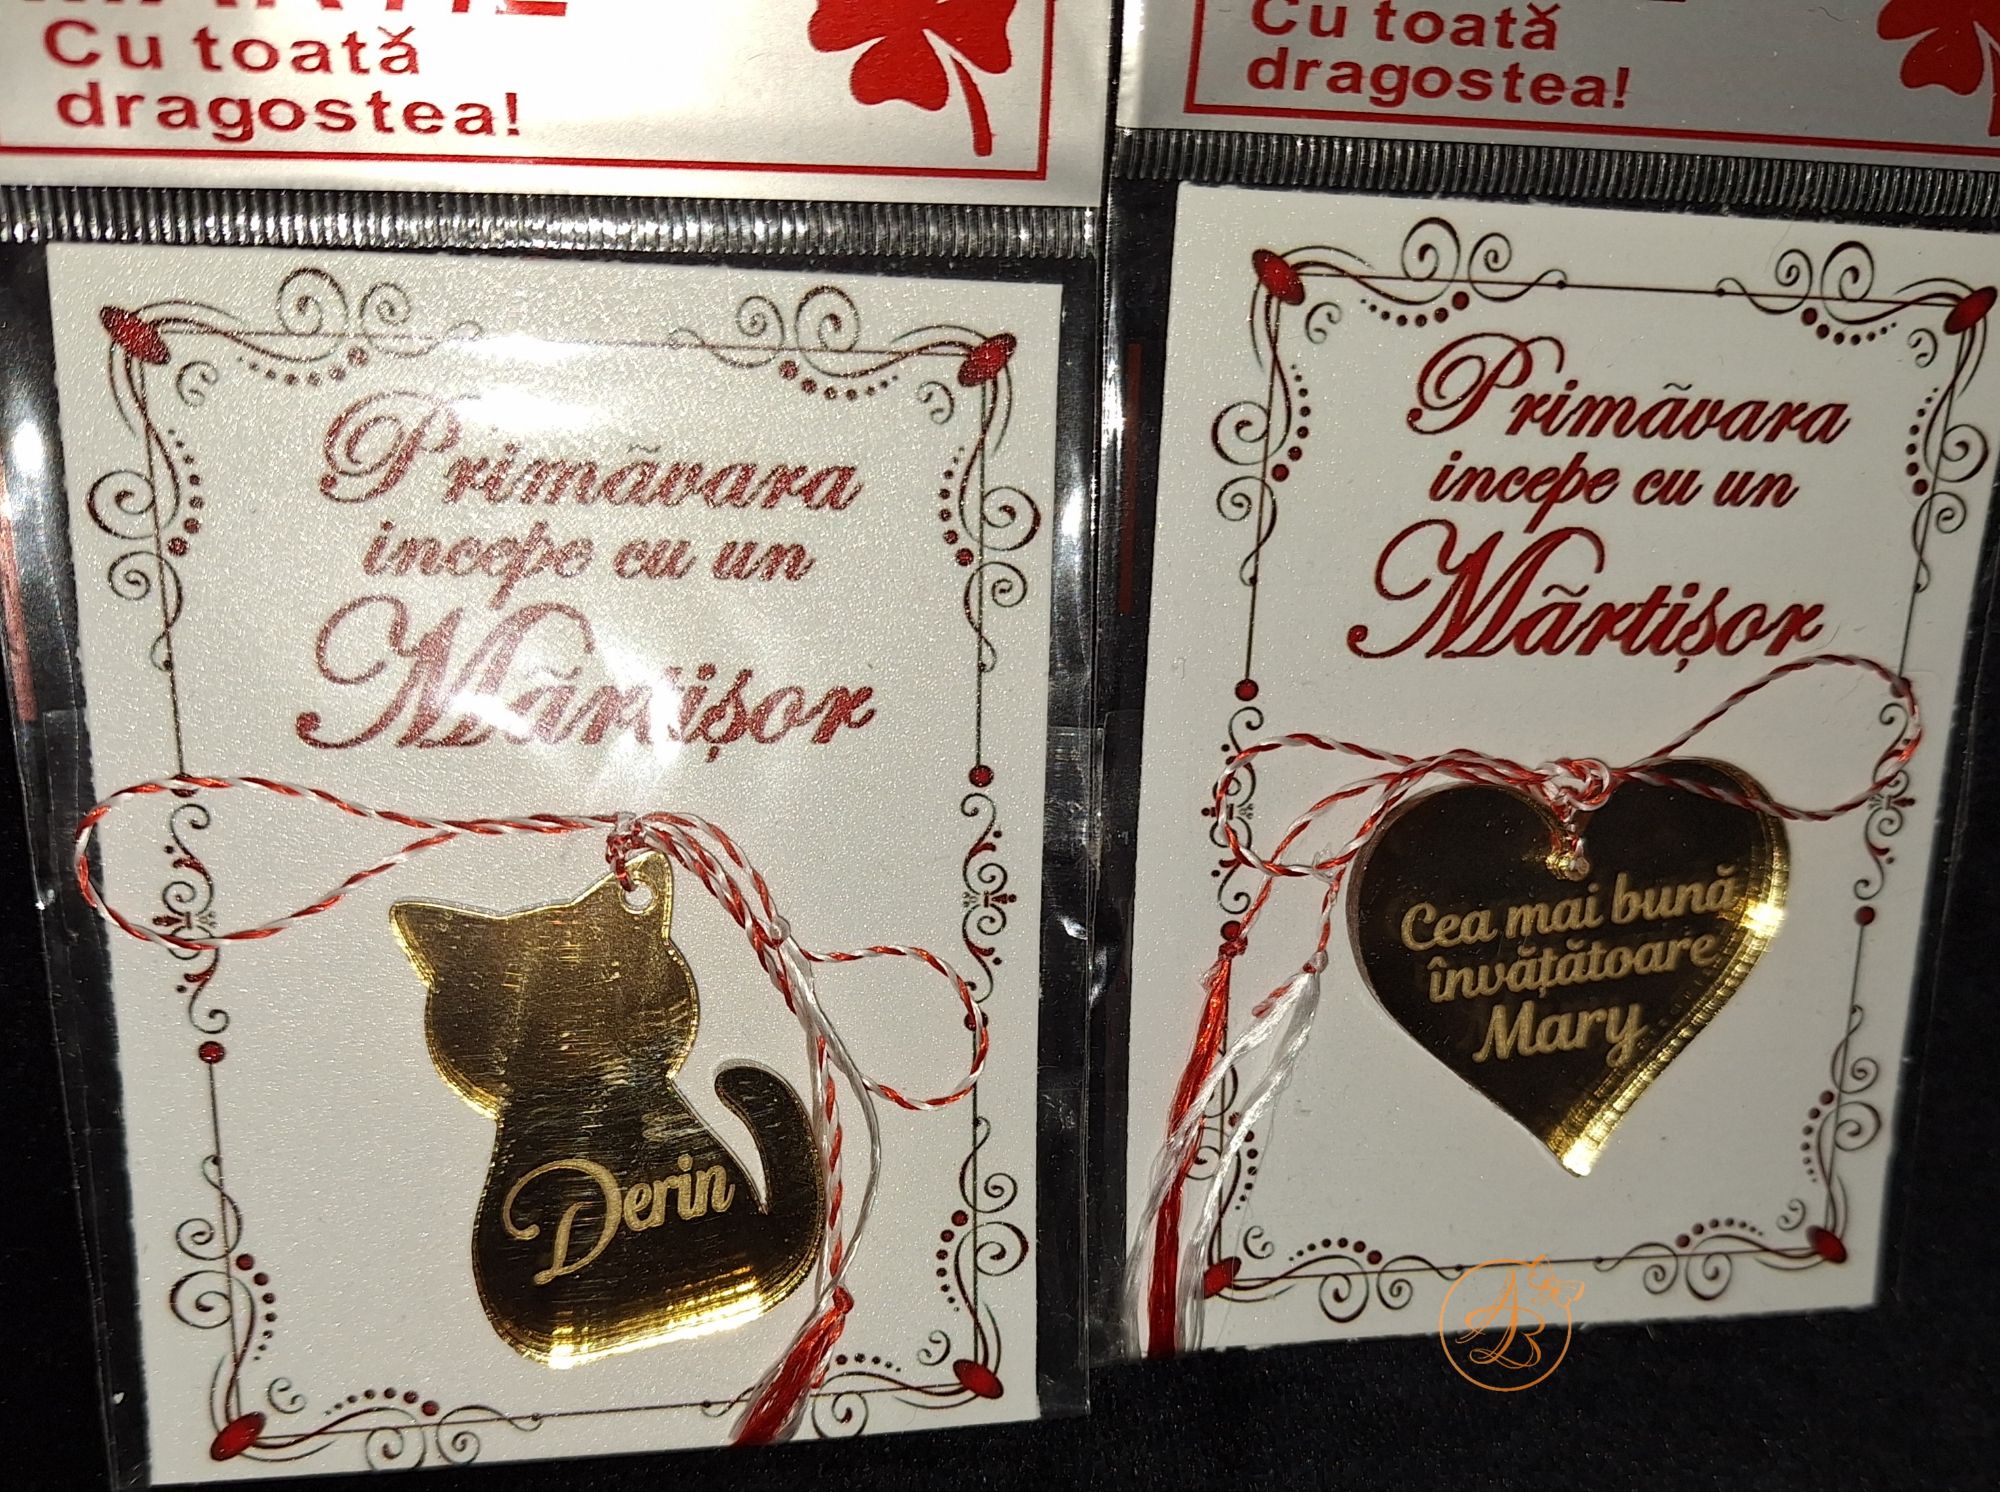 Cu toată
dragostea!
Primãvara
incepe cu un
Mãrtişor
Derin
Cu toată
dragostea!
Primãvara
incepe cu un
Mãrtişor
Cea mai bună
învățătoare
Mary